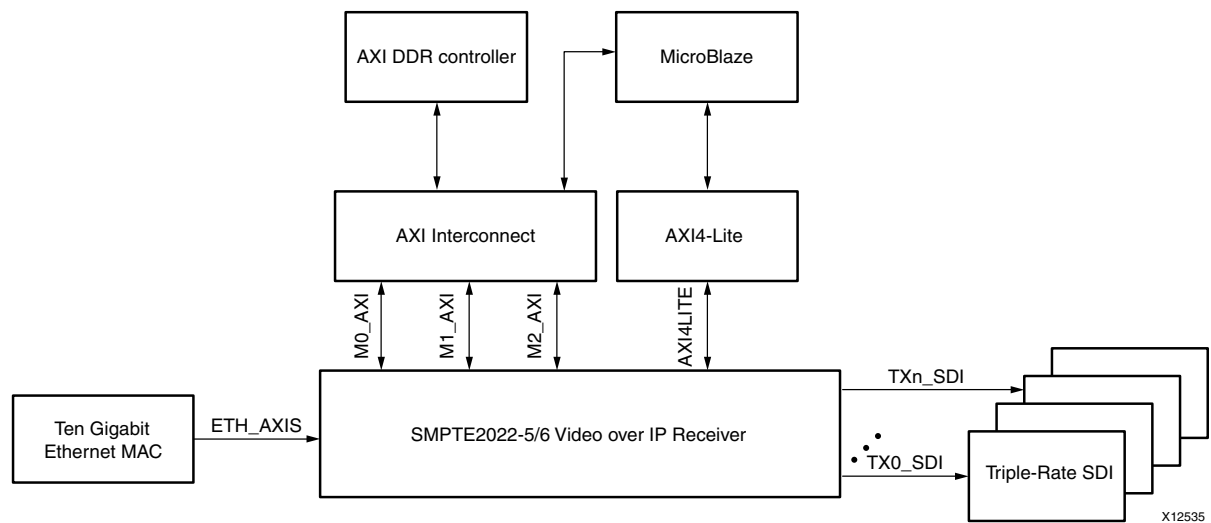 AXI DDR controller
MicroBlaze
AXI Interconnect
AXI4-Lite
M0_AXI
M1_AXI
M2_AXI
AXI4LITE
Ten Gigabit
Ethernet MAC
ETH_AXIS
SMPTE2022-5/6 Video over IP Receiver
TXn_SDI
TX0_SDI
Triple-Rate SDI
X12535